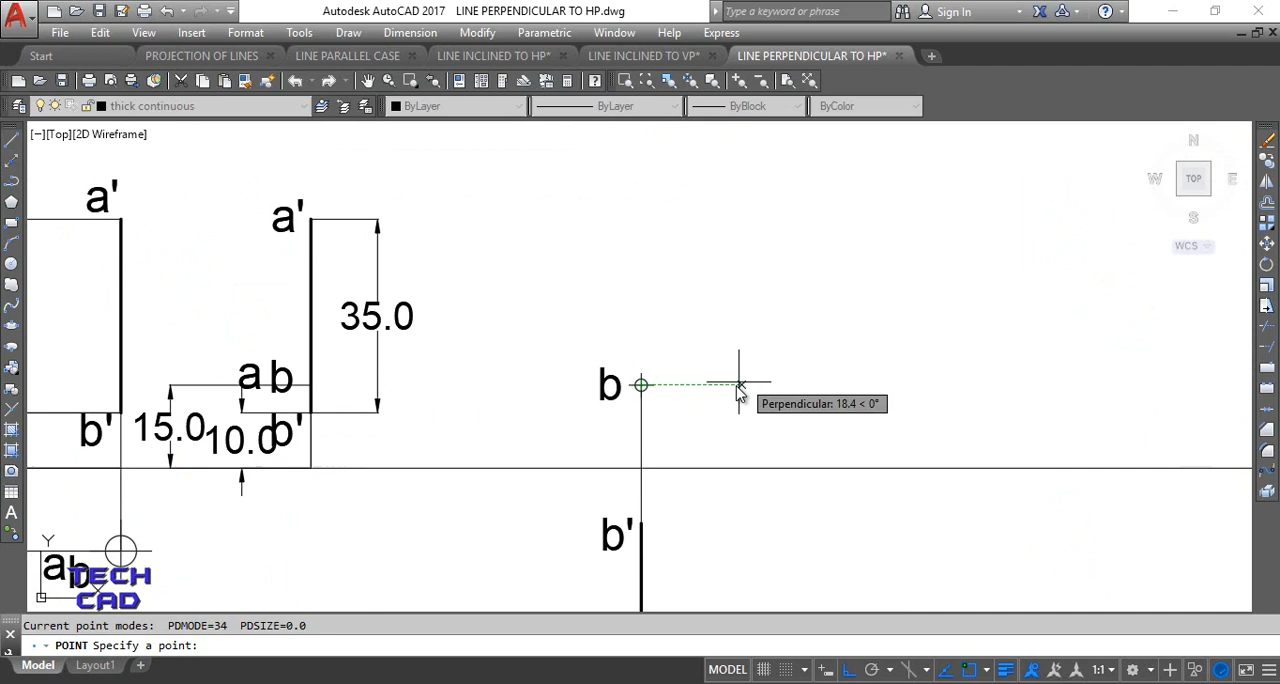 Autodesk AutoCAD 2017 LINE PERPENDICULAR TO HP.dwg
Type a keyword or phrase
Sign In
File Edit View Insert Format Tools Draw Dimension Modify Parametric Window Help Express
Start PROJECTION OF LINES LINE PARALLEL CASE LINE INCLINED TO HP* LINE INCLINED TO VP* LINE PERPENDICULAR TO HP*
thick continuous ByLayer ByLayer ByBlock ByColor
[−][Top][2D Wireframe]
N
W TOP E
S
WCS
a' a'
35.0
a b b
Perpendicular: 18.4 < 0°
b' 15.0 10.0 b'
b'
Y
a b
X
TECH
CAD
Current point modes: PDMODE=34 PDSIZE=0.0
POINT Specify a point:
Model Layout1 +
MODEL 1:1